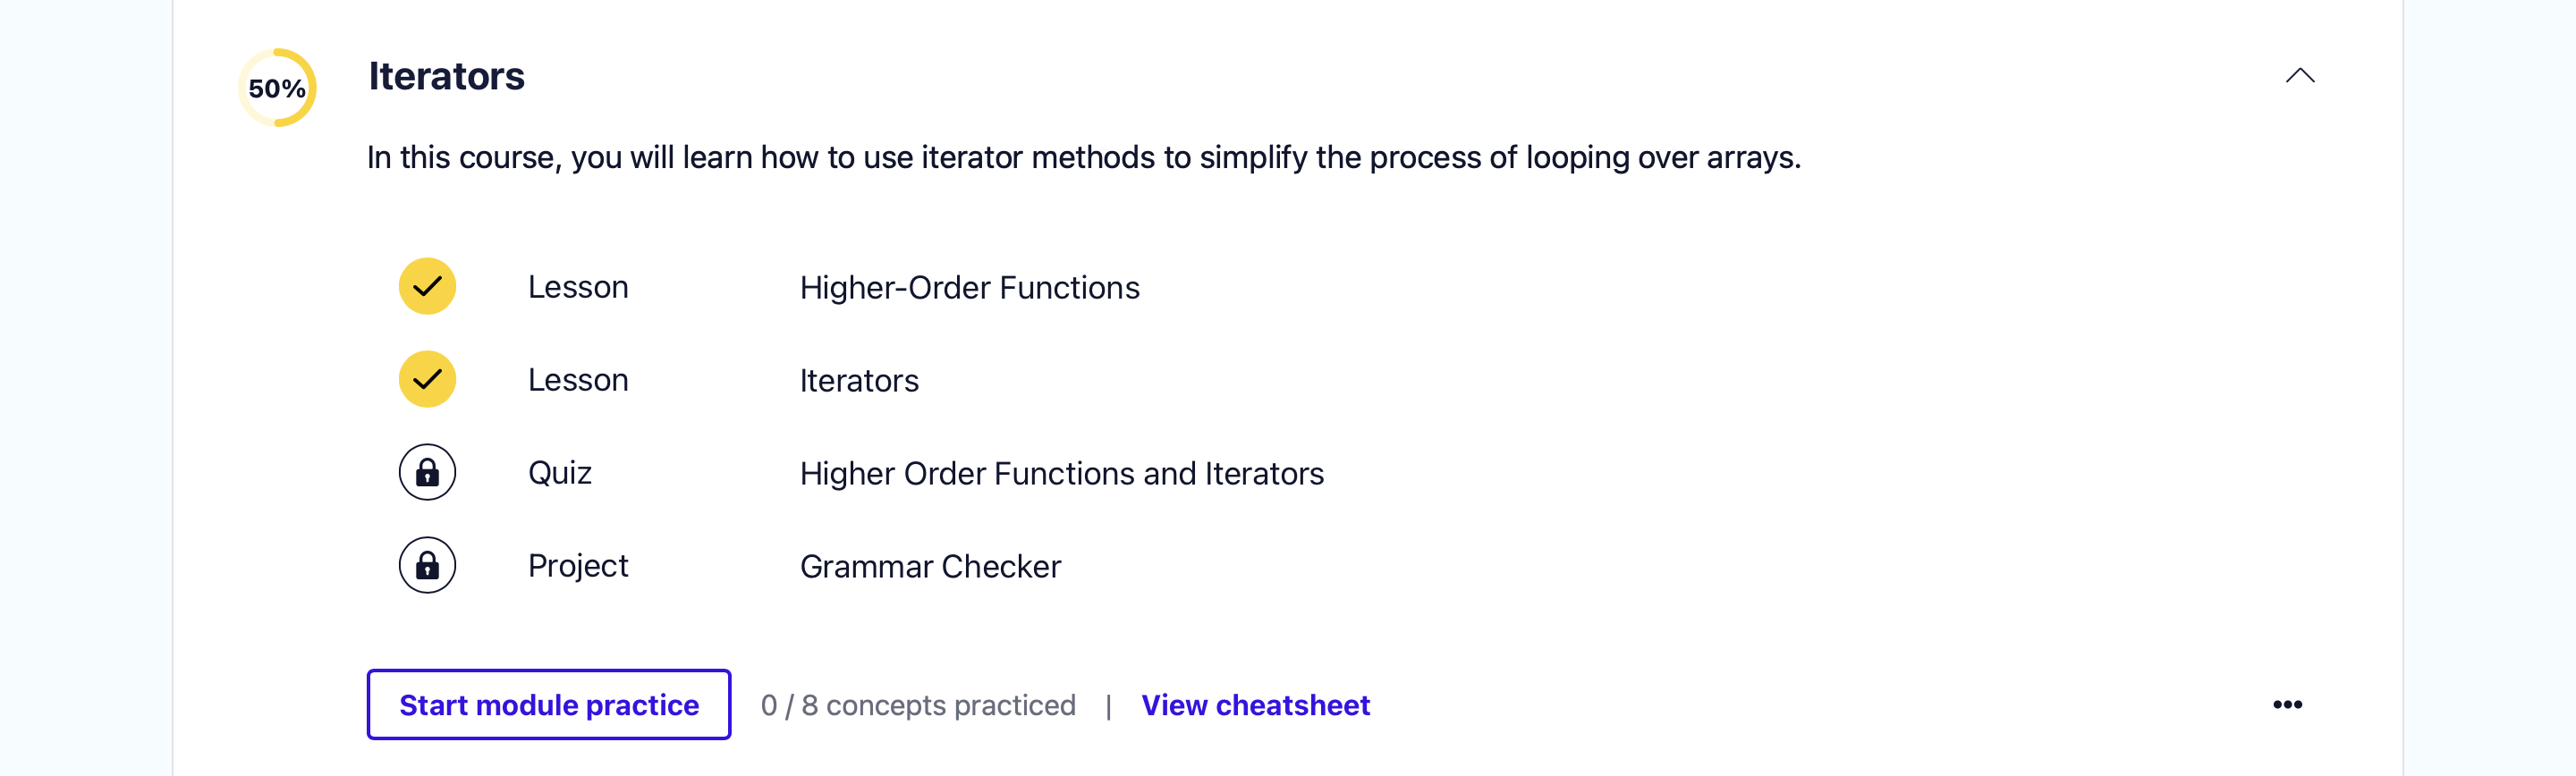 50%
Iterators
In this course, you will learn how to use iterator methods to simplify the process of looping over arrays.
Lesson Higher-Order Functions
Lesson Iterators
Quiz Higher Order Functions and Iterators
Project Grammar Checker
Start module practice 0 / 8 concepts practiced | View cheatsheet